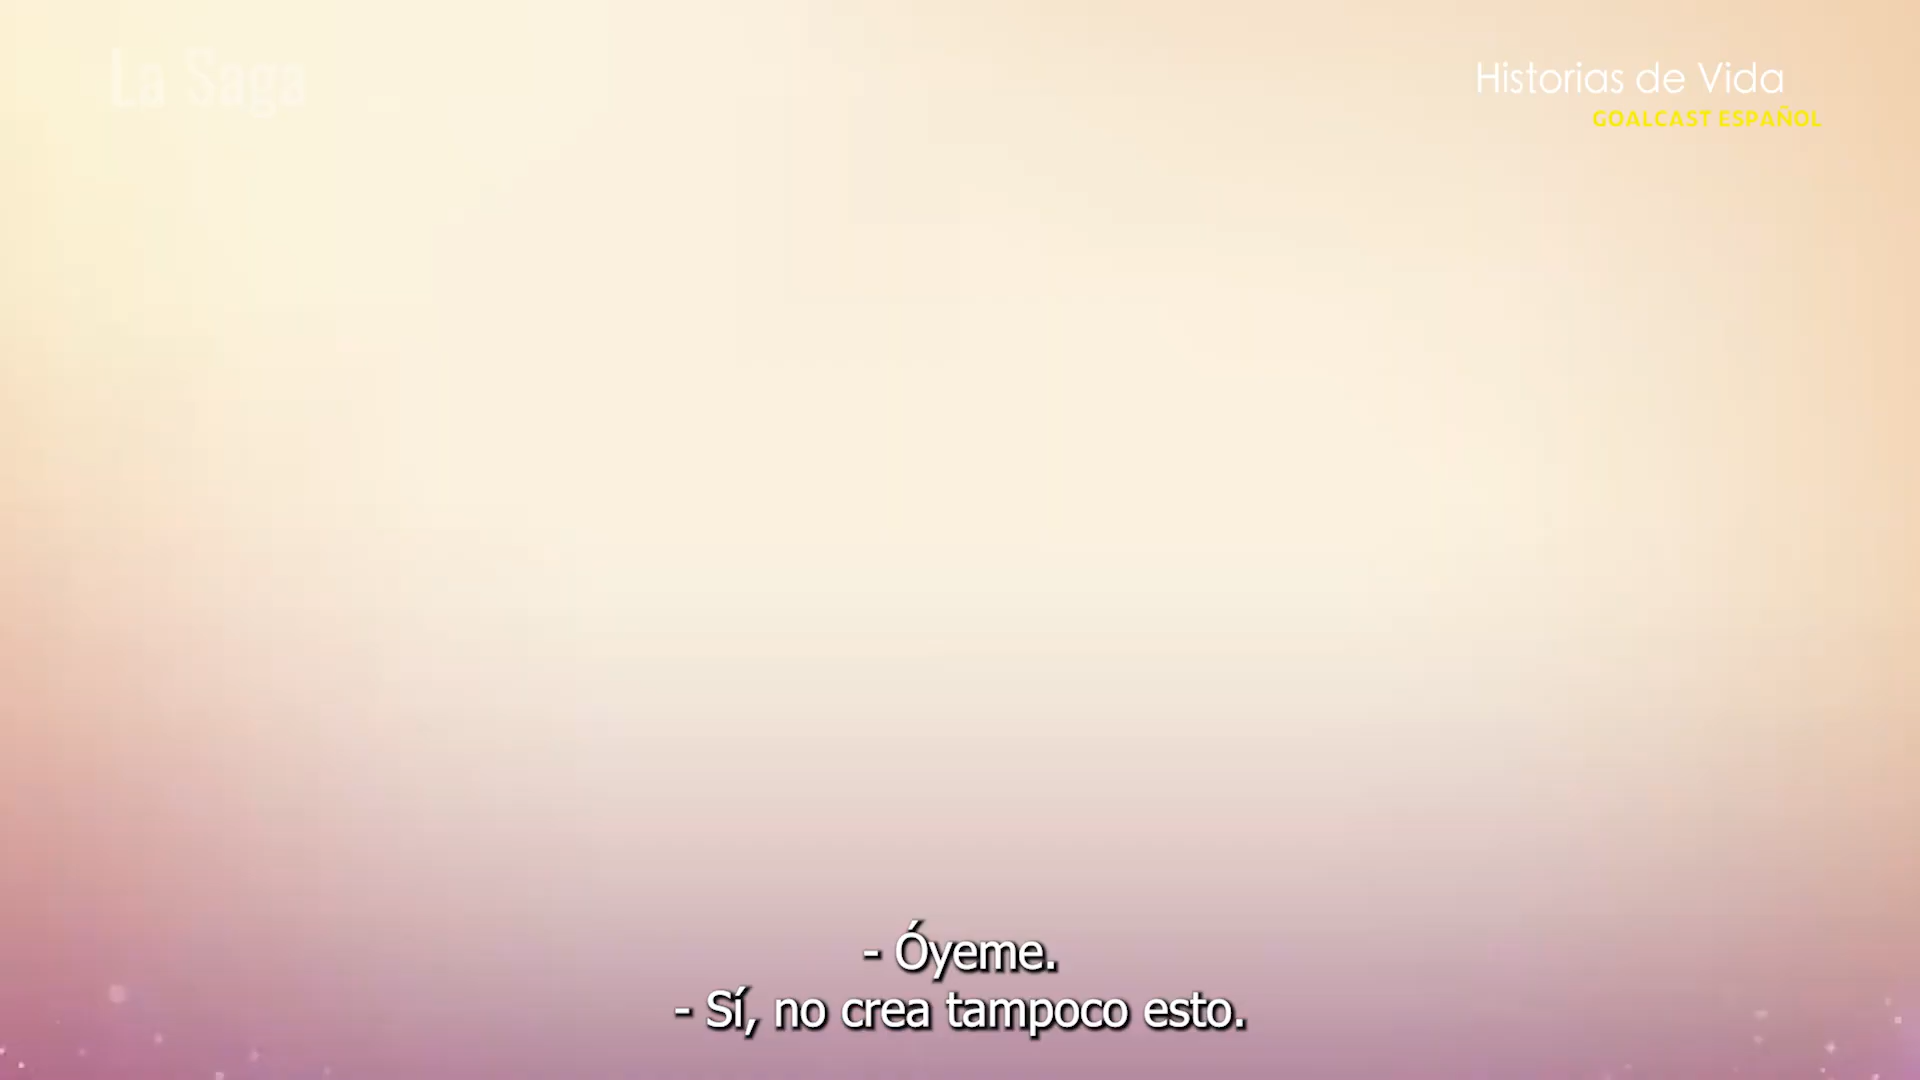 La Saga
Historias de Vida
GOALCAST ESPAÑOL
- Óyeme.
- Sí, no crea tampoco esto.